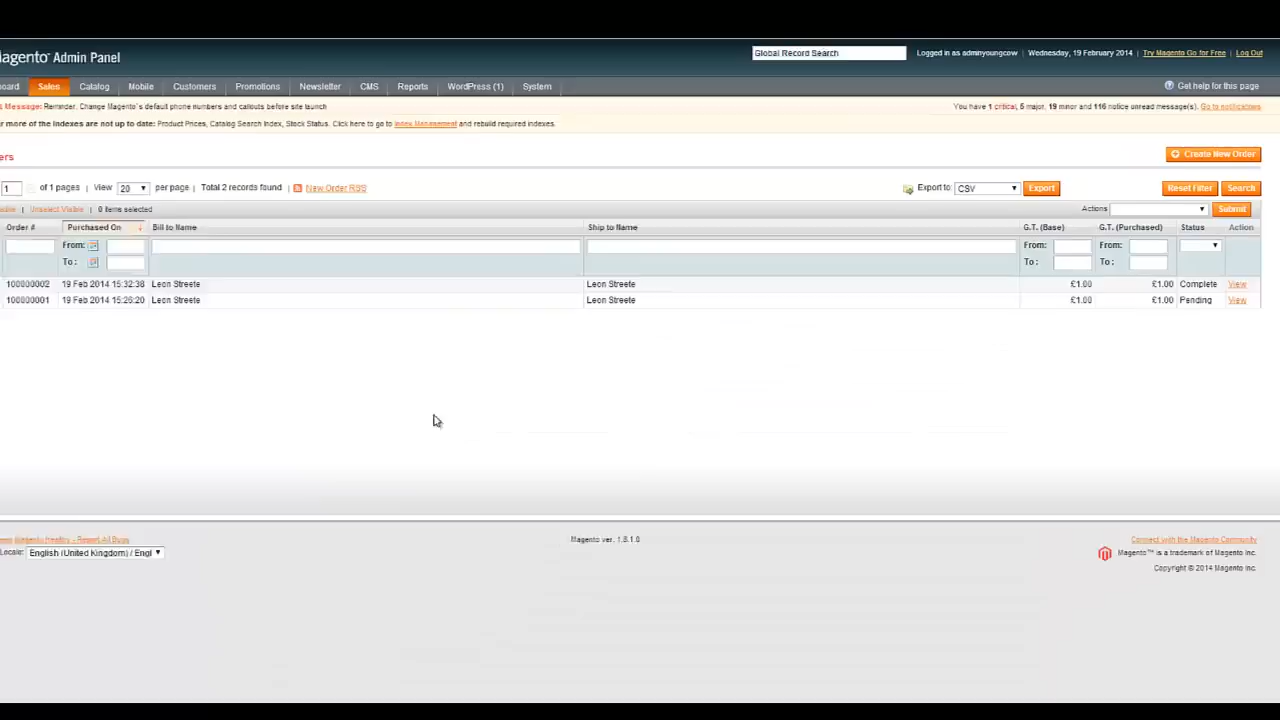 Magento Admin Panel
Global Record Search
Logged in as adminyoungcow | Wednesday, 19 February 2014 | Try Magento Go for Free | Log Out
board Sales Catalog Mobile Customers Promotions Newsletter CMS Reports WordPress (1) System
Get help for this page
t Message: Reminder. Change Magento's default phone numbers and callouts before site launch
You have 1 critical, 5 major, 19 minor and 116 notice unread message(s). Go to notifications
r more of the indexes are not up to date: Product Prices, Catalog Search Index, Stock Status. Click here to go to Index Management and rebuild required indexes.
ers
Create New Order
1 of 1 pages | View 20 per page | Total 2 records found | New Order RSS
Export to: CSV Export
Reset Filter Search
isible | Unselect Visible | 0 items selected
Actions Submit
Order # Purchased On Bill to Name Ship to Name G.T. (Base) G.T. (Purchased) Status Action
From: From: From:
To : To : To :
100000002 19 Feb 2014 15:32:38 Leon Streete Leon Streete £1.00 £1.00 Complete View
100000001 19 Feb 2014 15:26:20 Leon Streete Leon Streete £1.00 £1.00 Pending View
Magento Healthy - Report All Bugs
Magento ver. 1.8.1.0
Connect with the Magento Community
Locale: English (United Kingdom) / Engl
Magento™ is a trademark of Magento Inc.
Copyright © 2014 Magento Inc.